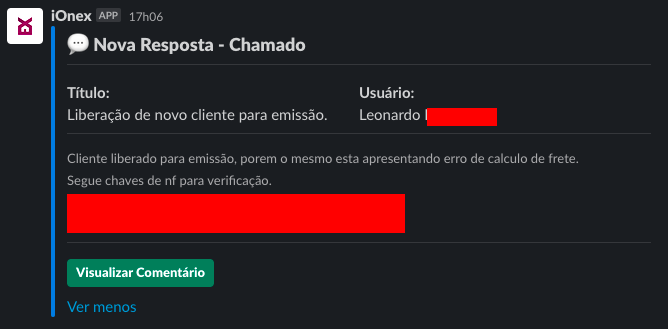 iOnex APP 17h06
Nova Resposta - Chamado
Título: Usuário:
Liberação de novo cliente para emissão. Leonardo
Cliente liberado para emissão, porem o mesmo esta apresentando erro de calculo de frete.
Segue chaves de nf para verificação.
Visualizar Comentário
Ver menos